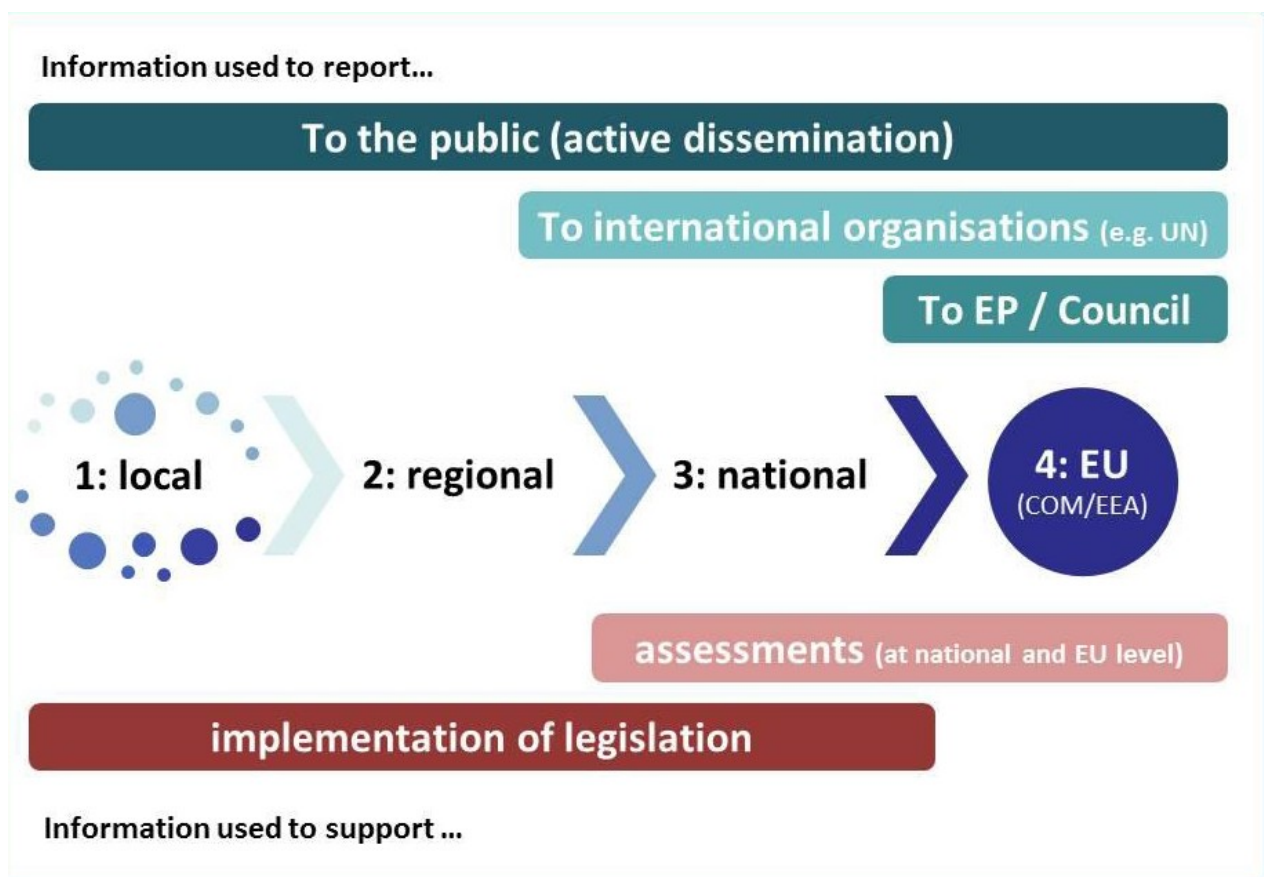 Information used to report...
To the public (active dissemination)
To international organisations (e.g. UN)
To EP / Council
1: local
2: regional
3: national
4: EU
(COM/EEA)
assessments (at national and EU level)
implementation of legislation
Information used to support ...